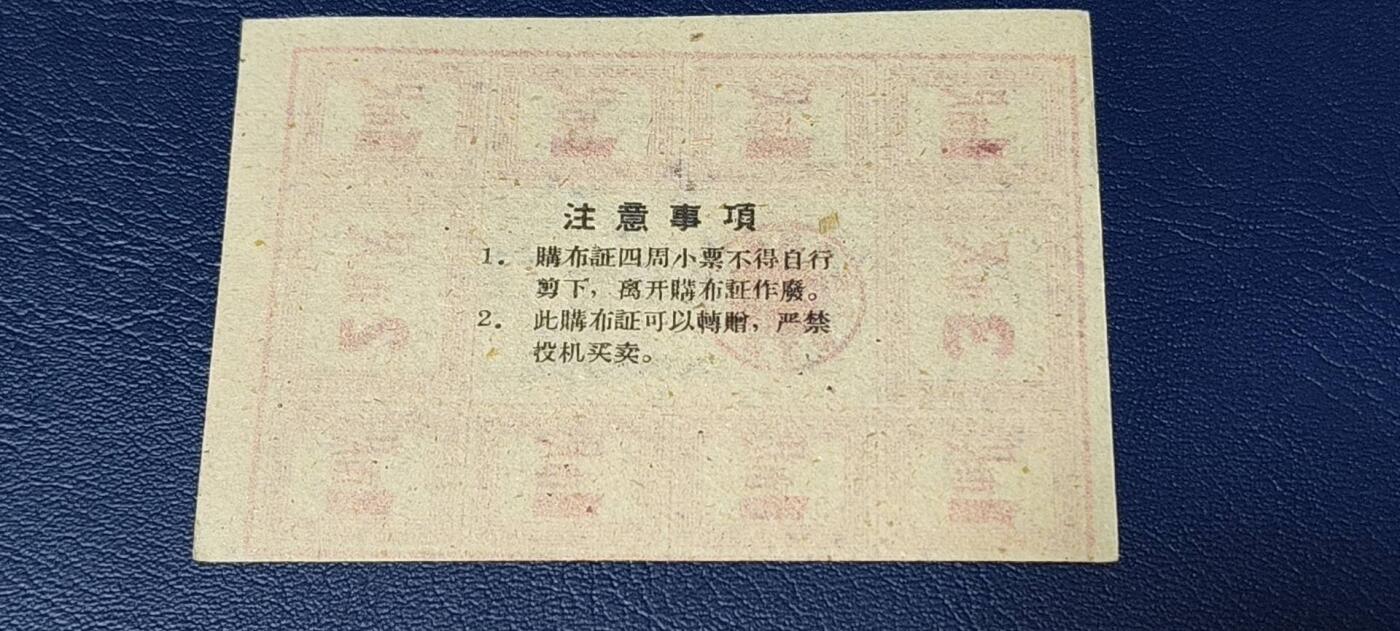 注意事項
1. 購布証四周小票不得自行
剪下，离开購布証作廢。
2. 此購布証可以轉贈，严禁
投机买卖。
5
3